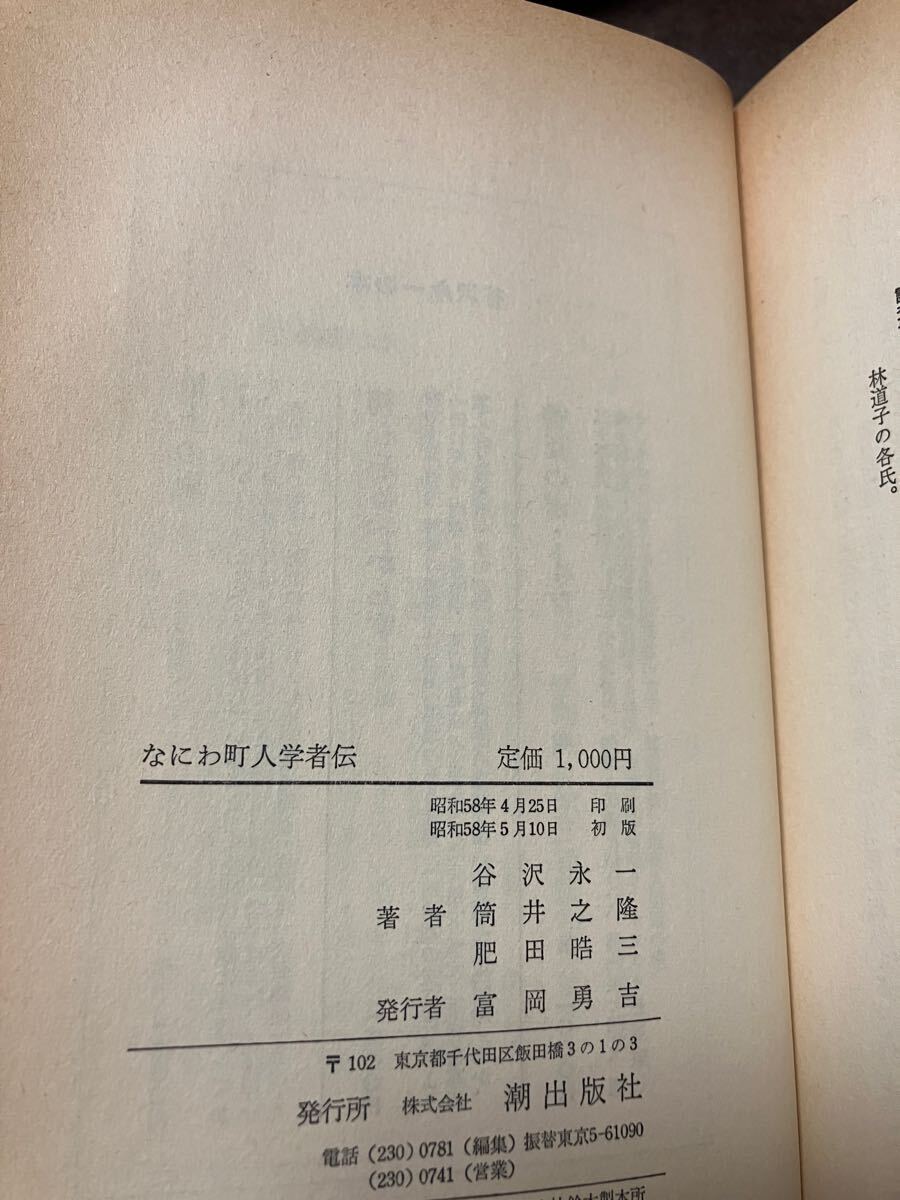 林道子の各氏。
なにわ町人学者伝 定価 1,000円
昭和58年4月25日 印刷
昭和58年5月10日 初版
谷沢永一
著者 筒井之隆
肥田晧三
発行者 富岡勇吉
〒102 東京都千代田区飯田橋3の1の3
発行所 株式会社 潮出版社
電話 (230) 0781 (編集) 振替東京5-61090
(230) 0741 (営業)
製本所